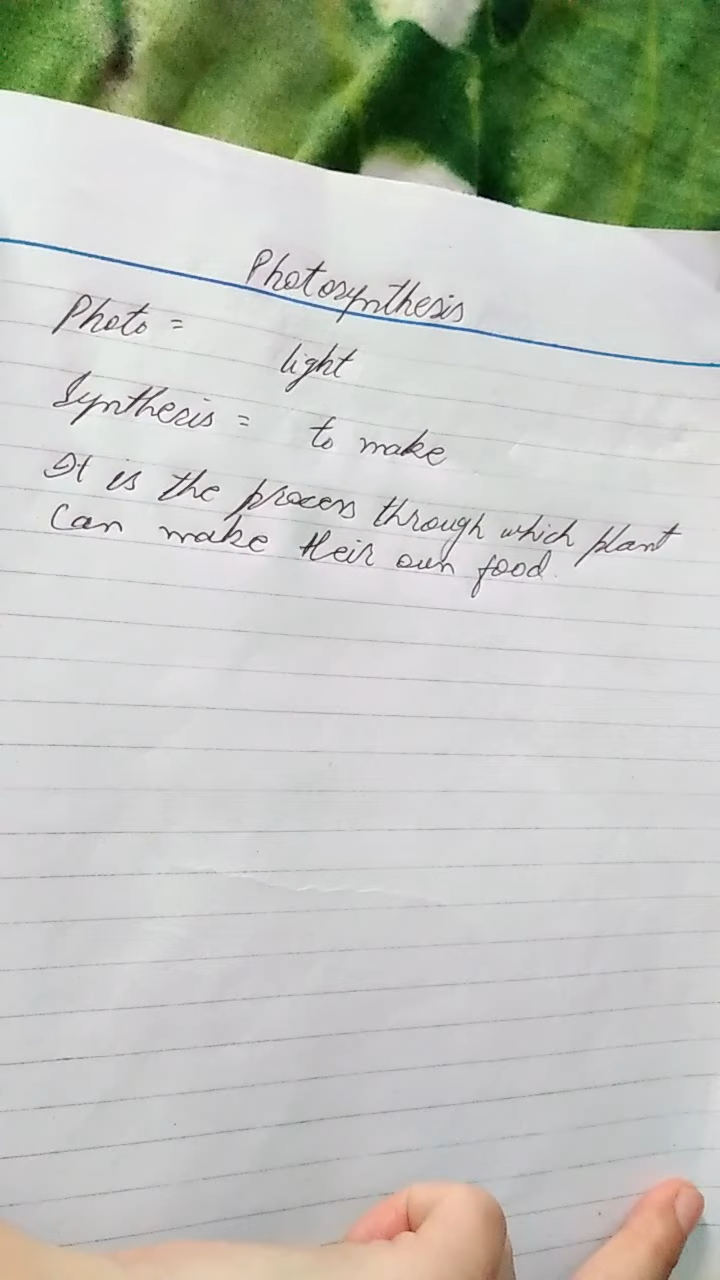 Photosynthesis
Photo =
light
Synthesis = to make
It is the process through which plant
Can make their own food.